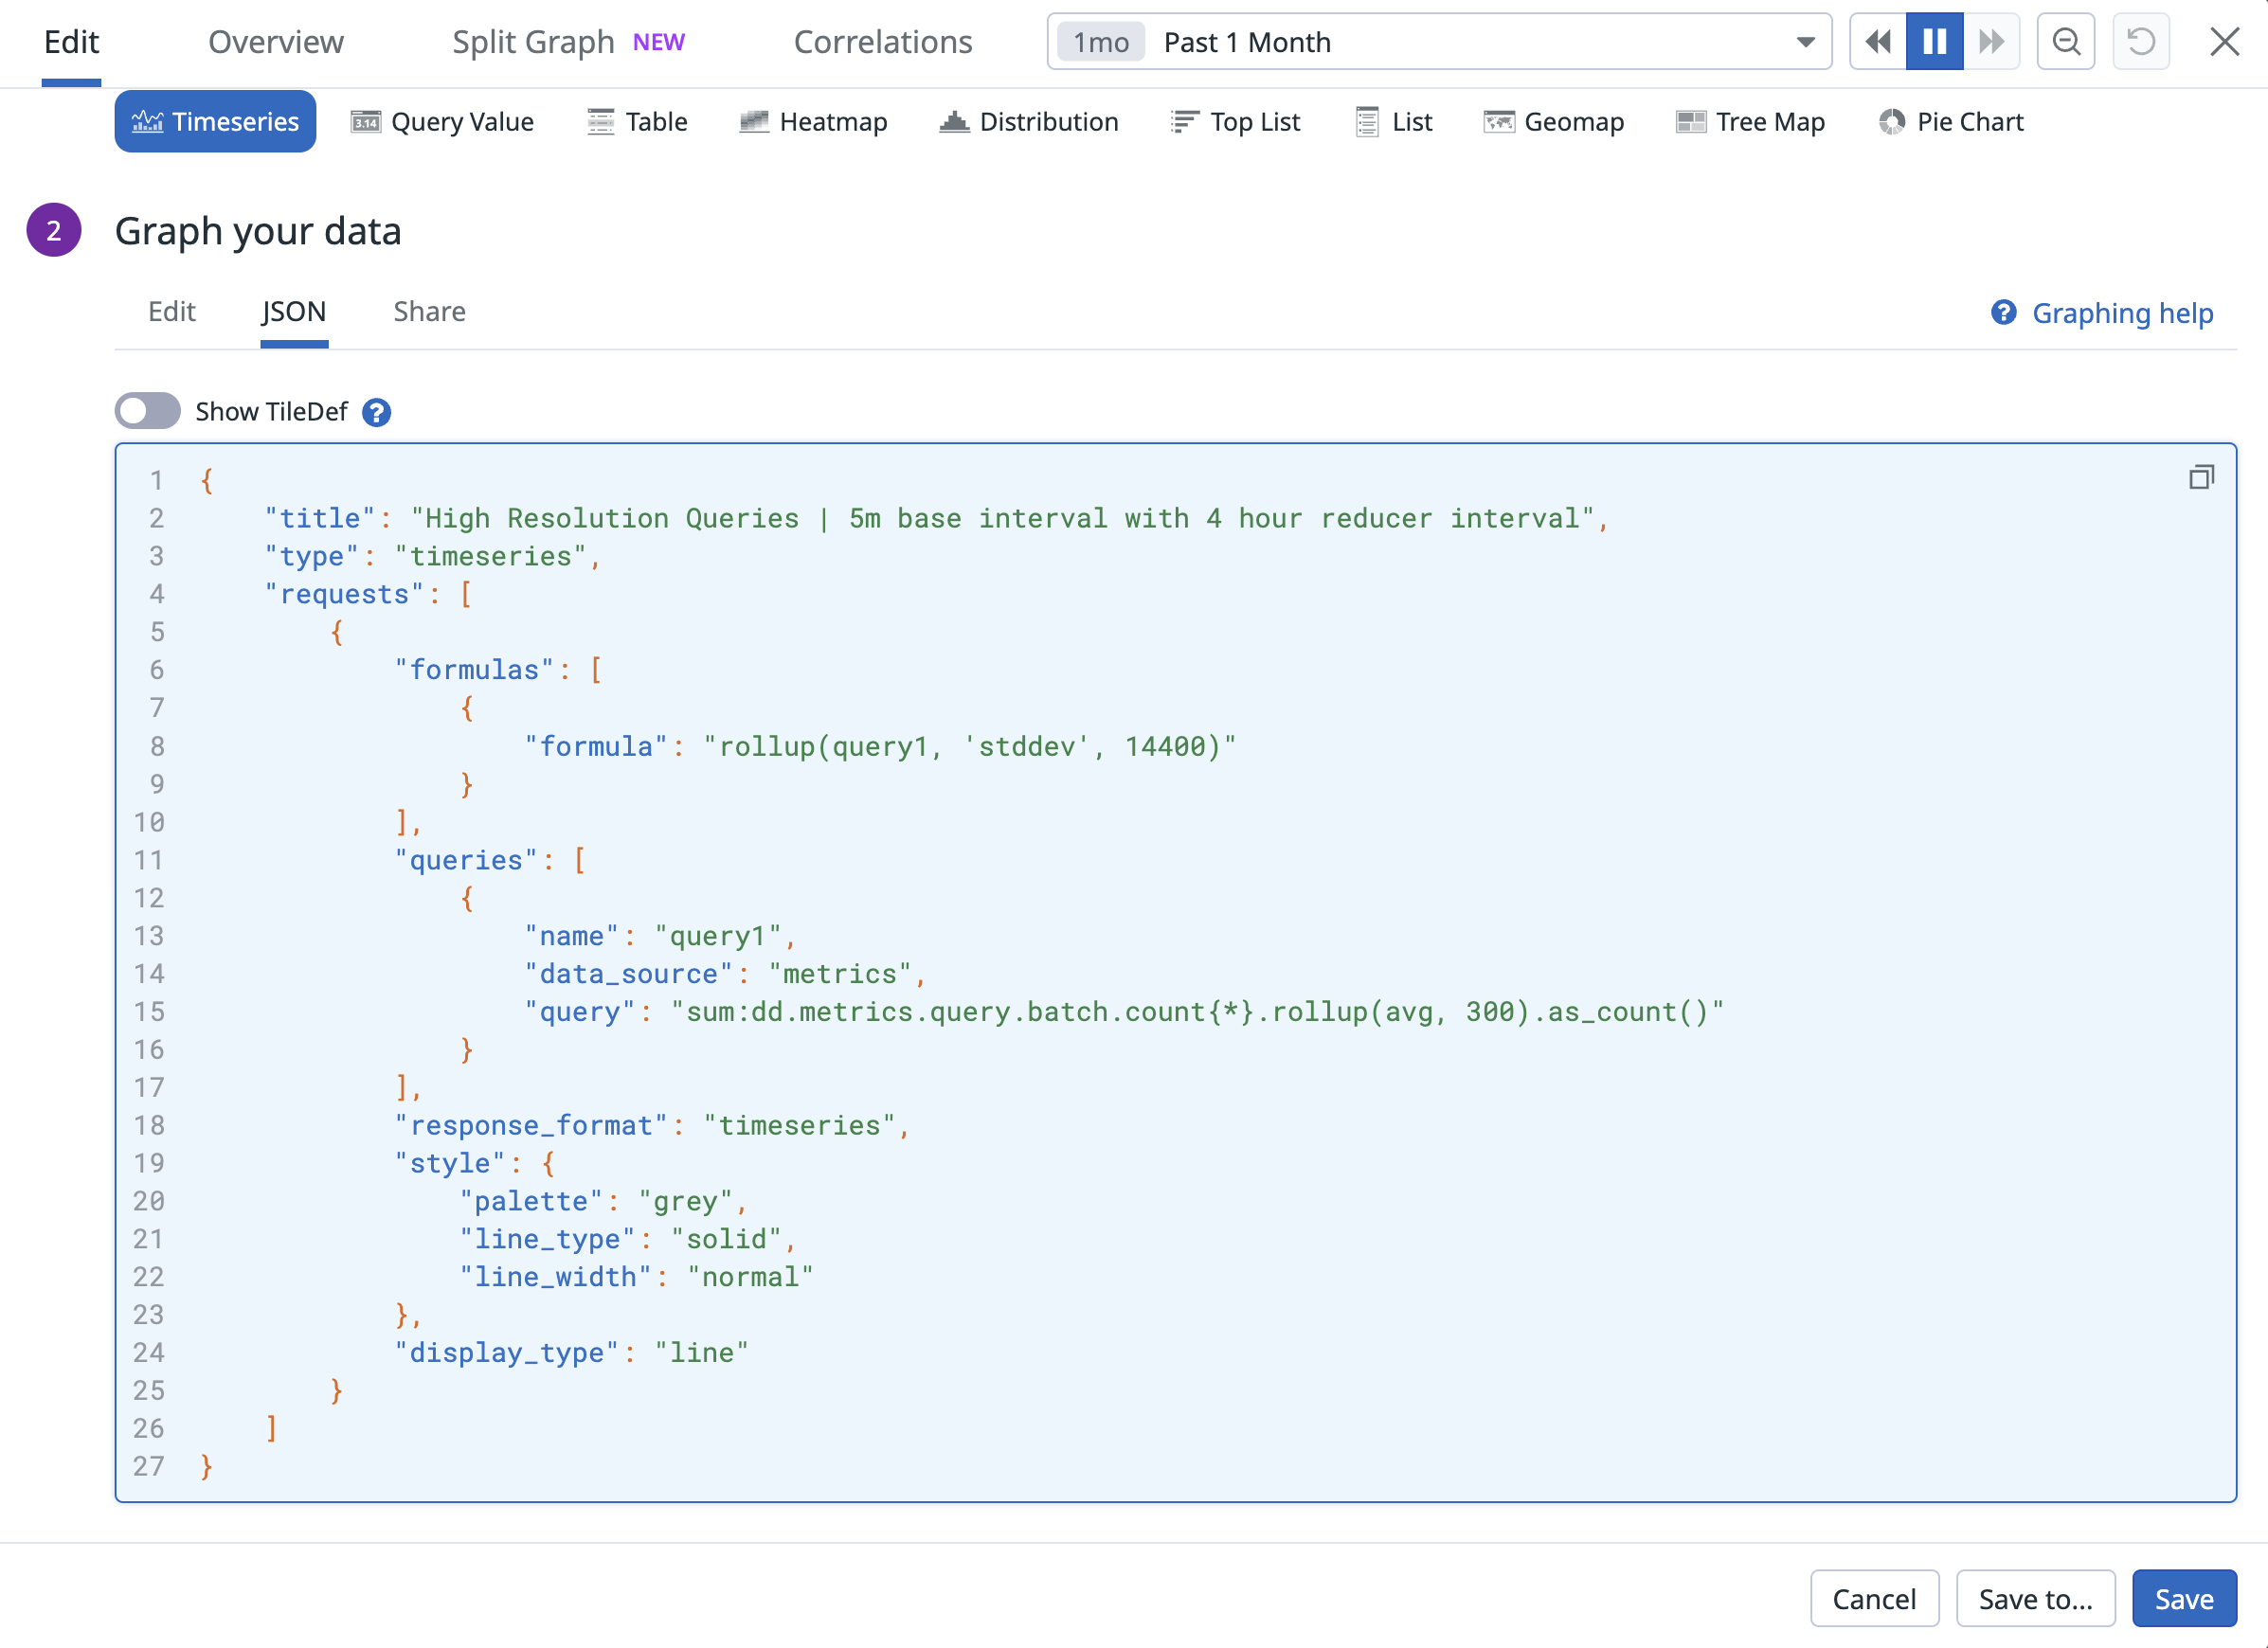 Edit Overview Split Graph NEW Correlations 1mo Past 1 Month
Timeseries 3.14 Query Value Table Heatmap Distribution Top List List Geomap Tree Map Pie Chart
2 Graph your data
Edit JSON Share ? Graphing help
Show TileDef ?
1 {
2 "title": "High Resolution Queries | 5m base interval with 4 hour reducer interval",
3 "type": "timeseries",
4 "requests": [
5 {
6 "formulas": [
7 {
8 "formula": "rollup(query1, 'stddev', 14400)"
9 }
10 ],
11 "queries": [
12 {
13 "name": "query1",
14 "data_source": "metrics",
15 "query": "sum:dd.metrics.query.batch.count{*}.rollup(avg, 300).as_count()"
16 }
17 ],
18 "response_format": "timeseries",
19 "style": {
20 "palette": "grey",
21 "line_type": "solid",
22 "line_width": "normal"
23 },
24 "display_type": "line"
25 }
26 ]
27 }
Cancel Save to... Save